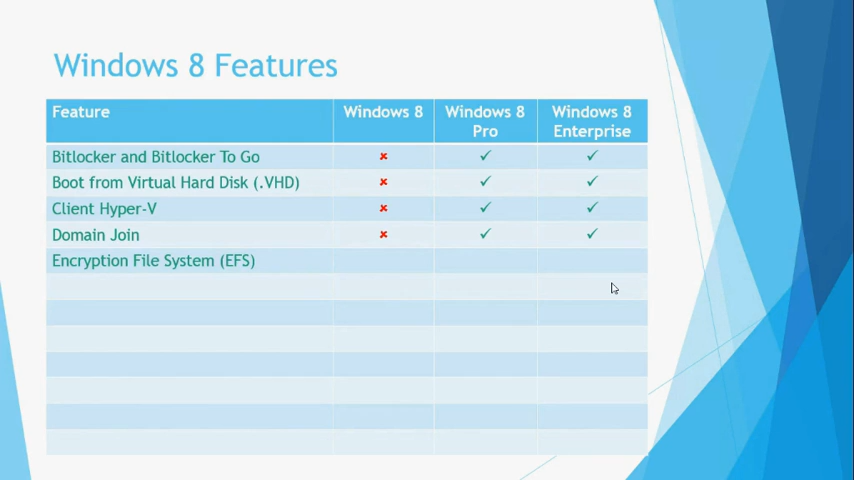 Windows 8 Features
Feature Windows 8 Windows 8 Pro Windows 8 Enterprise
Bitlocker and Bitlocker To Go ✘ ✓ ✓
Boot from Virtual Hard Disk (.VHD) ✘ ✓ ✓
Client Hyper-V ✘ ✓ ✓
Domain Join ✘ ✓ ✓
Encryption File System (EFS)